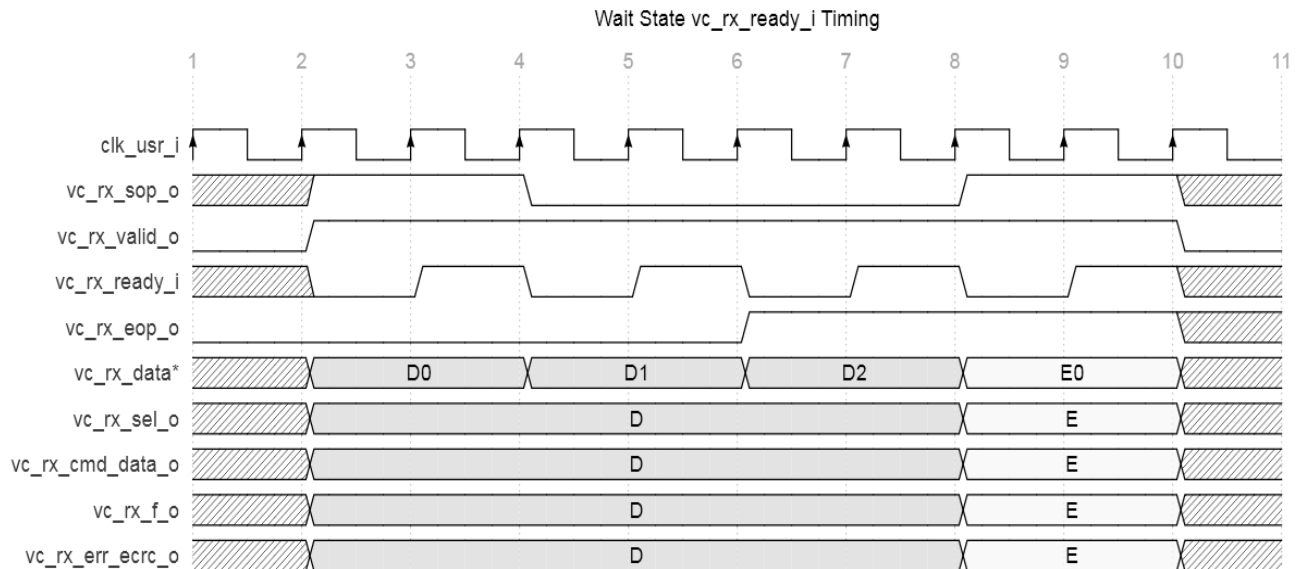 Wait State vc_rx_ready_i Timing
1 2 3 4 5 6 7 8 9 10 11
clk_usr_i
vc_rx_sop_o
vc_rx_valid_o
vc_rx_ready_i
vc_rx_eop_o
vc_rx_data* D0 D1 D2 E0
vc_rx_sel_o D E
vc_rx_cmd_data_o D E
vc_rx_f_o D E
vc_rx_err_ecrc_o D E